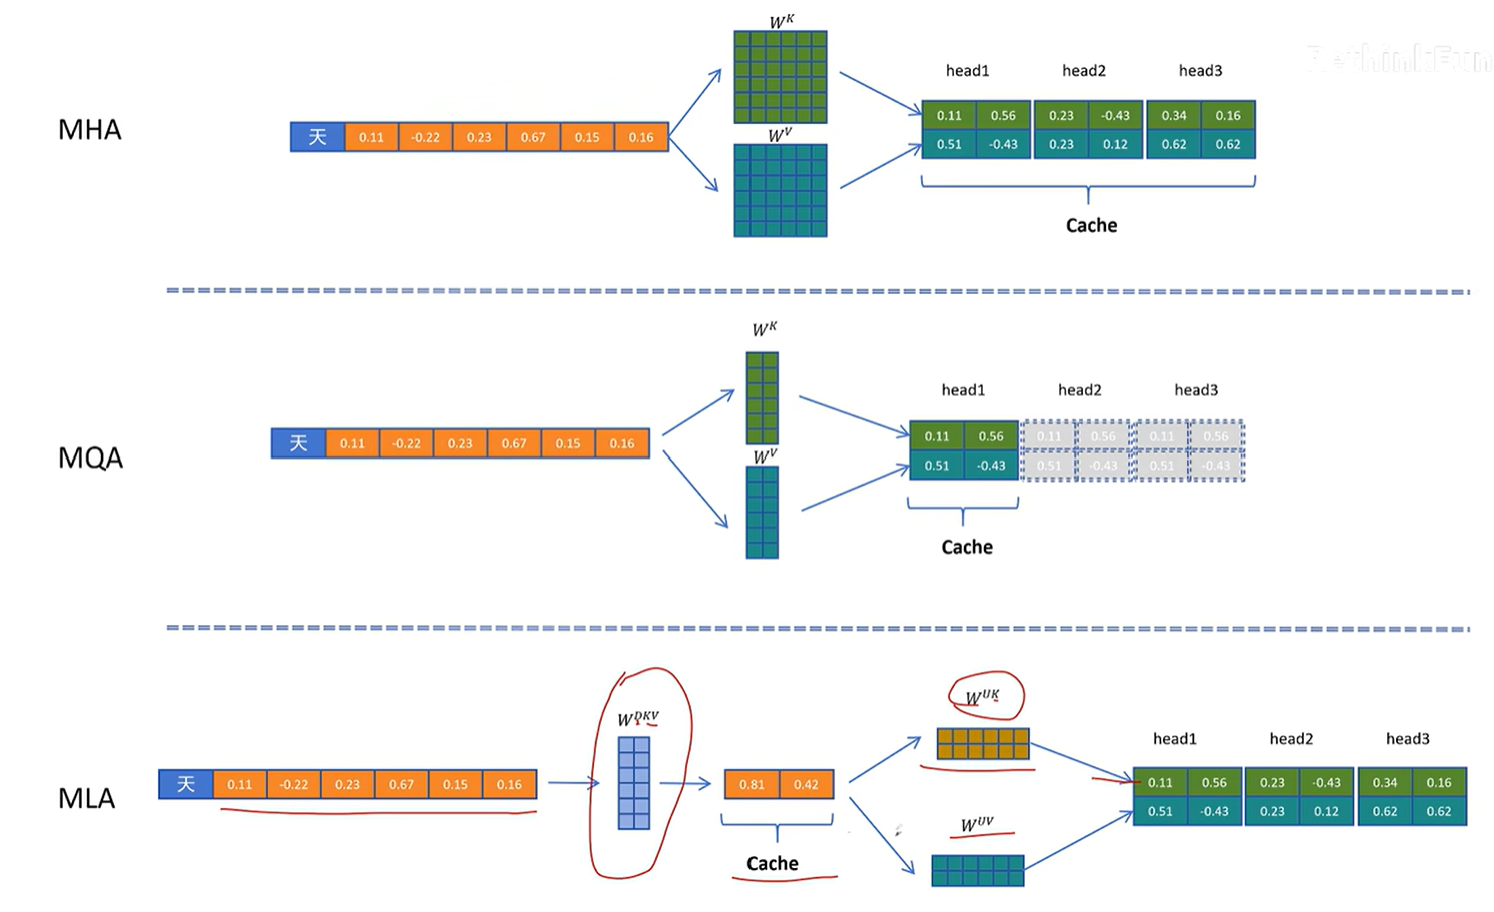 RethinkFun
W^K
head1 head2 head3
MHA
天 0.11 -0.22 0.23 0.67 0.15 0.16
0.11 0.56 0.23 -0.43 0.34 0.16
W^V
0.51 -0.43 0.23 0.12 0.62 0.62
Cache
W^K
head1 head2 head3
MQA
天 0.11 -0.22 0.23 0.67 0.15 0.16
0.11 0.56 0.11 0.56 0.11 0.56
W^V
0.51 -0.43 0.51 -0.43 0.51 -0.43
Cache
W^DKV
W^UK
head1 head2 head3
MLA
天 0.11 -0.22 0.23 0.67 0.15 0.16
0.81 0.42
0.11 0.56 0.23 -0.43 0.34 0.16
0.51 -0.43 0.23 0.12 0.62 0.62
W^UV
Cache